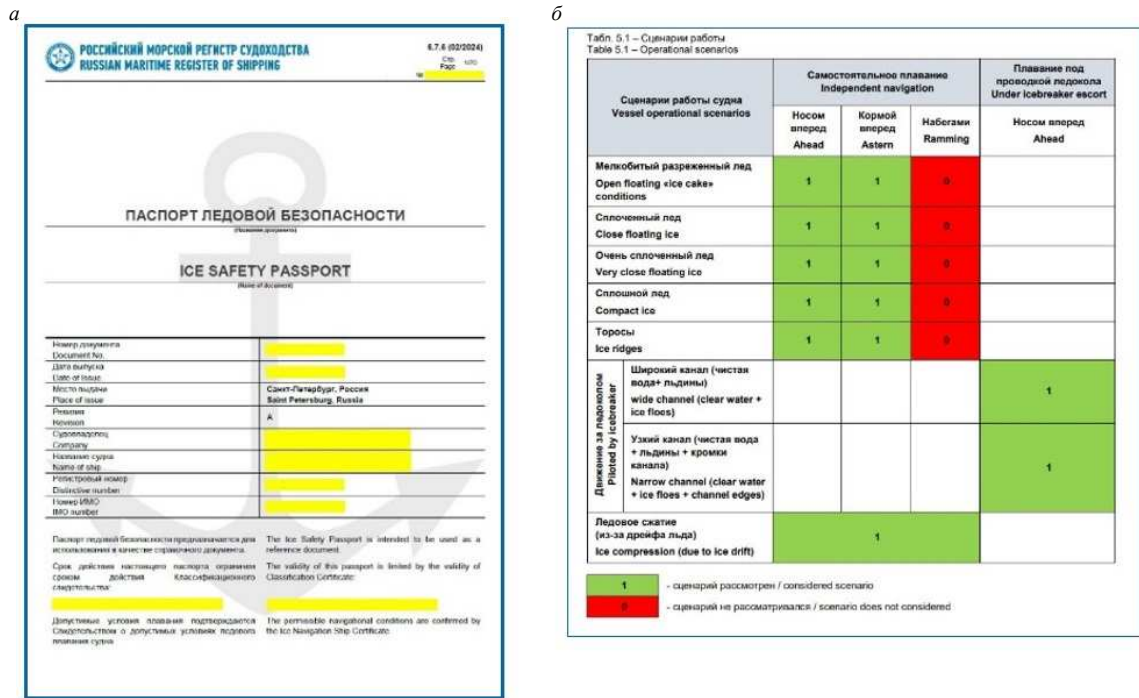 а
РОССИЙСКИЙ МОРСКОЙ РЕГИСТР СУДОХОДСТВА
RUSSIAN MARITIME REGISTER OF SHIPPING
6.7.6 (02/2024)
Стр.
Page
№
ПАСПОРТ ЛЕДОВОЙ БЕЗОПАСНОСТИ
(Название документа)
ICE SAFETY PASSPORT
(Name of document)
Номер документа
Document No.
Дата выпуска
Date of Issue
Место выдачи
Place of issue
Санкт-Петербург, Россия
Saint Petersburg, Russia
Ревизия
Revision
A
Судовладелец
Company
Название судна
Name of ship
Регистровый номер
Distinctive number
Номер ИМО
IMO number
Паспорт ледовой безопасности предназначается для
использования в качестве справочного документа.
The Ice Safety Passport is intended to be used as a
reference document.
Срок действия настоящего паспорта ограничен
сроком действия Классификационного
свидетельства:
The validity of this passport is limited by the validity of
Classification Certificate:
Допустимые условия плавания подтверждаются
Свидетельством о допустимых условиях ледового
плавания судна
The permissible navigational conditions are confirmed by
the Ice Navigation Ship Certificate.
б
Табл. 5.1 – Сценарии работы
Table 5.1 – Operational scenarios
Сценарии работы судна
Vessel operational scenarios
Самостоятельное плавание
Independent navigation
Плавание под
проводкой ледокола
Under Icebreaker escort
Носом
вперед
Ahead
Кормой
вперед
Astern
Набегами
Ramming
Носом вперед
Ahead
Мелкобитый разреженный лед
Open floating «ice cake»
conditions
1 1 0
Сплоченный лед
Close floating ice
1 1 0
Очень сплоченный лед
Very close floating ice
1 1 0
Сплошной лед
Compact ice
1 1 0
Торосы
Ice ridges
1 1 0
Движение за ледоколом
Piloted by icebreaker
Широкий канал (чистая
вода+ льдины)
wide channel (clear water +
ice floes)
1
Узкий канал (чистая вода
+ льдины + кромки
канала)
Narrow channel (clear water
+ ice floes + channel edges)
1
Ледовое сжатие
(из-за дрейфа льда)
Ice compression (due to ice drift)
1
1 - сценарий рассмотрен / considered scenario
0 - сценарий не рассматривался / scenario does not considered